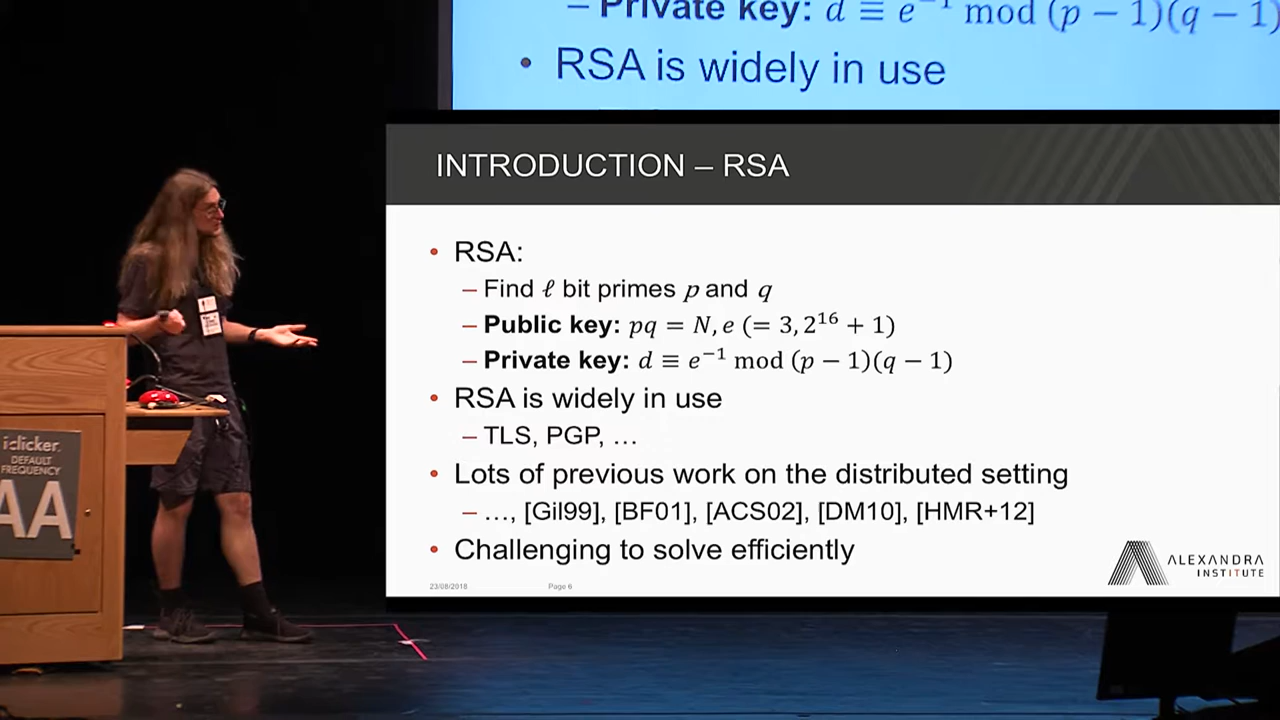 – Private key: d ≡ e⁻¹ mod (p − 1)(q − 1)
• RSA is widely in use
INTRODUCTION – RSA
• RSA:
– Find ℓ bit primes p and q
– Public key: pq = N, e (= 3, 2¹⁶ + 1)
– Private key: d ≡ e⁻¹ mod (p − 1)(q − 1)
• RSA is widely in use
– TLS, PGP, …
• Lots of previous work on the distributed setting
– …, [Gil99], [BF01], [ACS02], [DM10], [HMR+12]
• Challenging to solve efficiently
23/08/2018 Page 6
ALEXANDRA
INSTITUTE
iclicker.
DEFAULT
FREQUENCY
AA